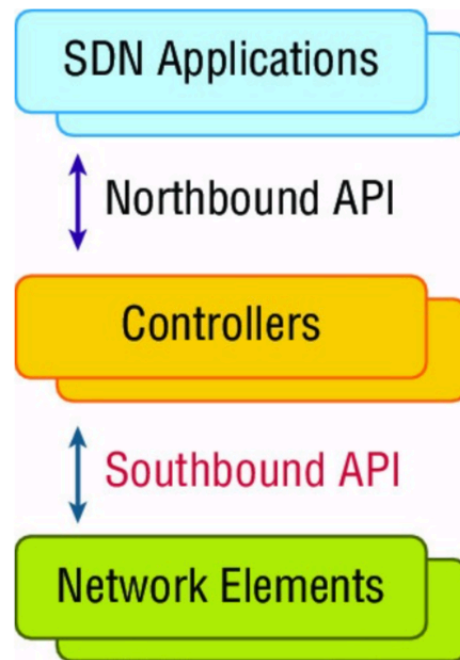 SDN Applications
Northbound API
Controllers
Southbound API
Network Elements